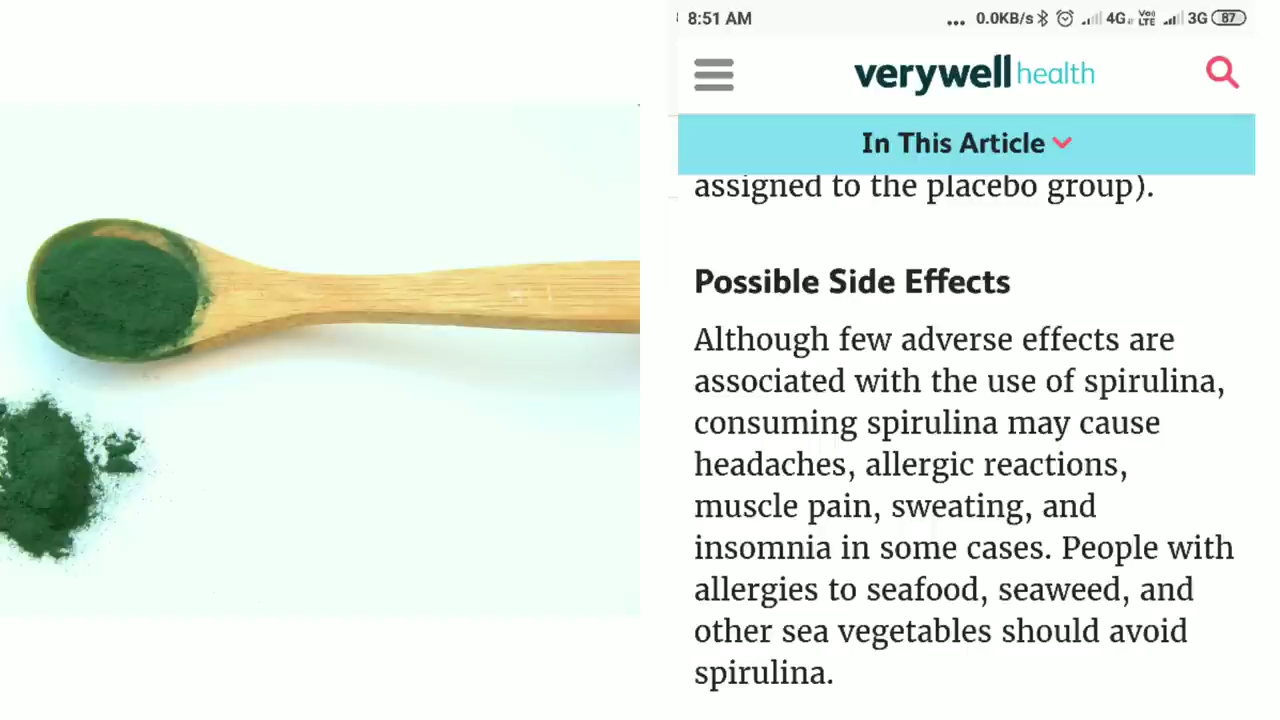 8:51 AM ... 0.0KB/s 4G Vo) LTE 3G 87
verywell health
In This Article
assigned to the placebo group).
Possible Side Effects
Although few adverse effects are
associated with the use of spirulina,
consuming spirulina may cause
headaches, allergic reactions,
muscle pain, sweating, and
insomnia in some cases. People with
allergies to seafood, seaweed, and
other sea vegetables should avoid
spirulina.